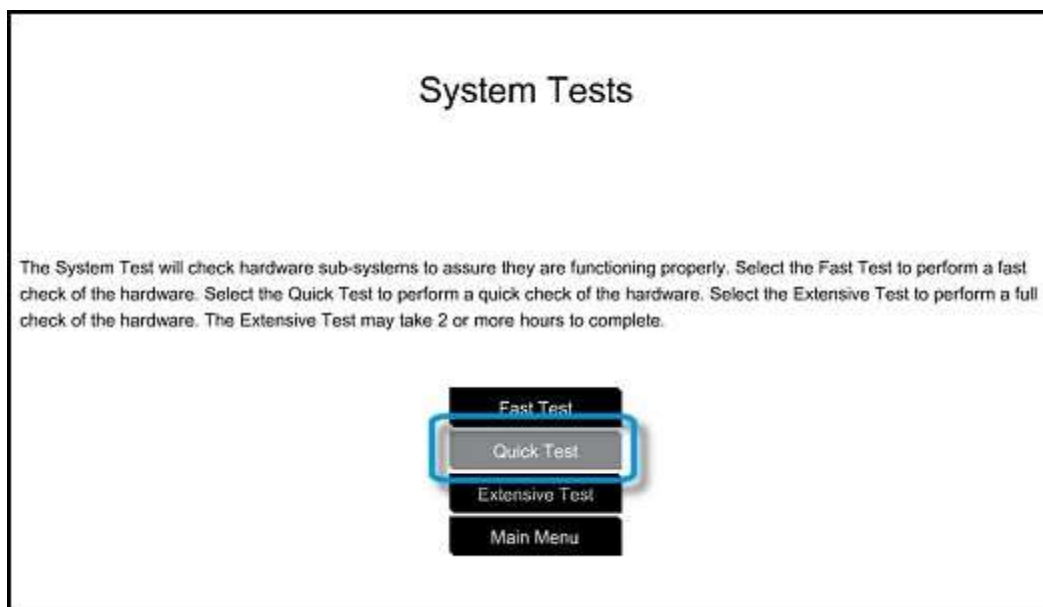 System Tests
The System Test will check hardware sub-systems to assure they are functioning properly. Select the Fast Test to perform a fast
check of the hardware. Select the Quick Test to perform a quick check of the hardware. Select the Extensive Test to perform a full
check of the hardware. The Extensive Test may take 2 or more hours to complete.
Fast Test
Quick Test
Extensive Test
Main Menu